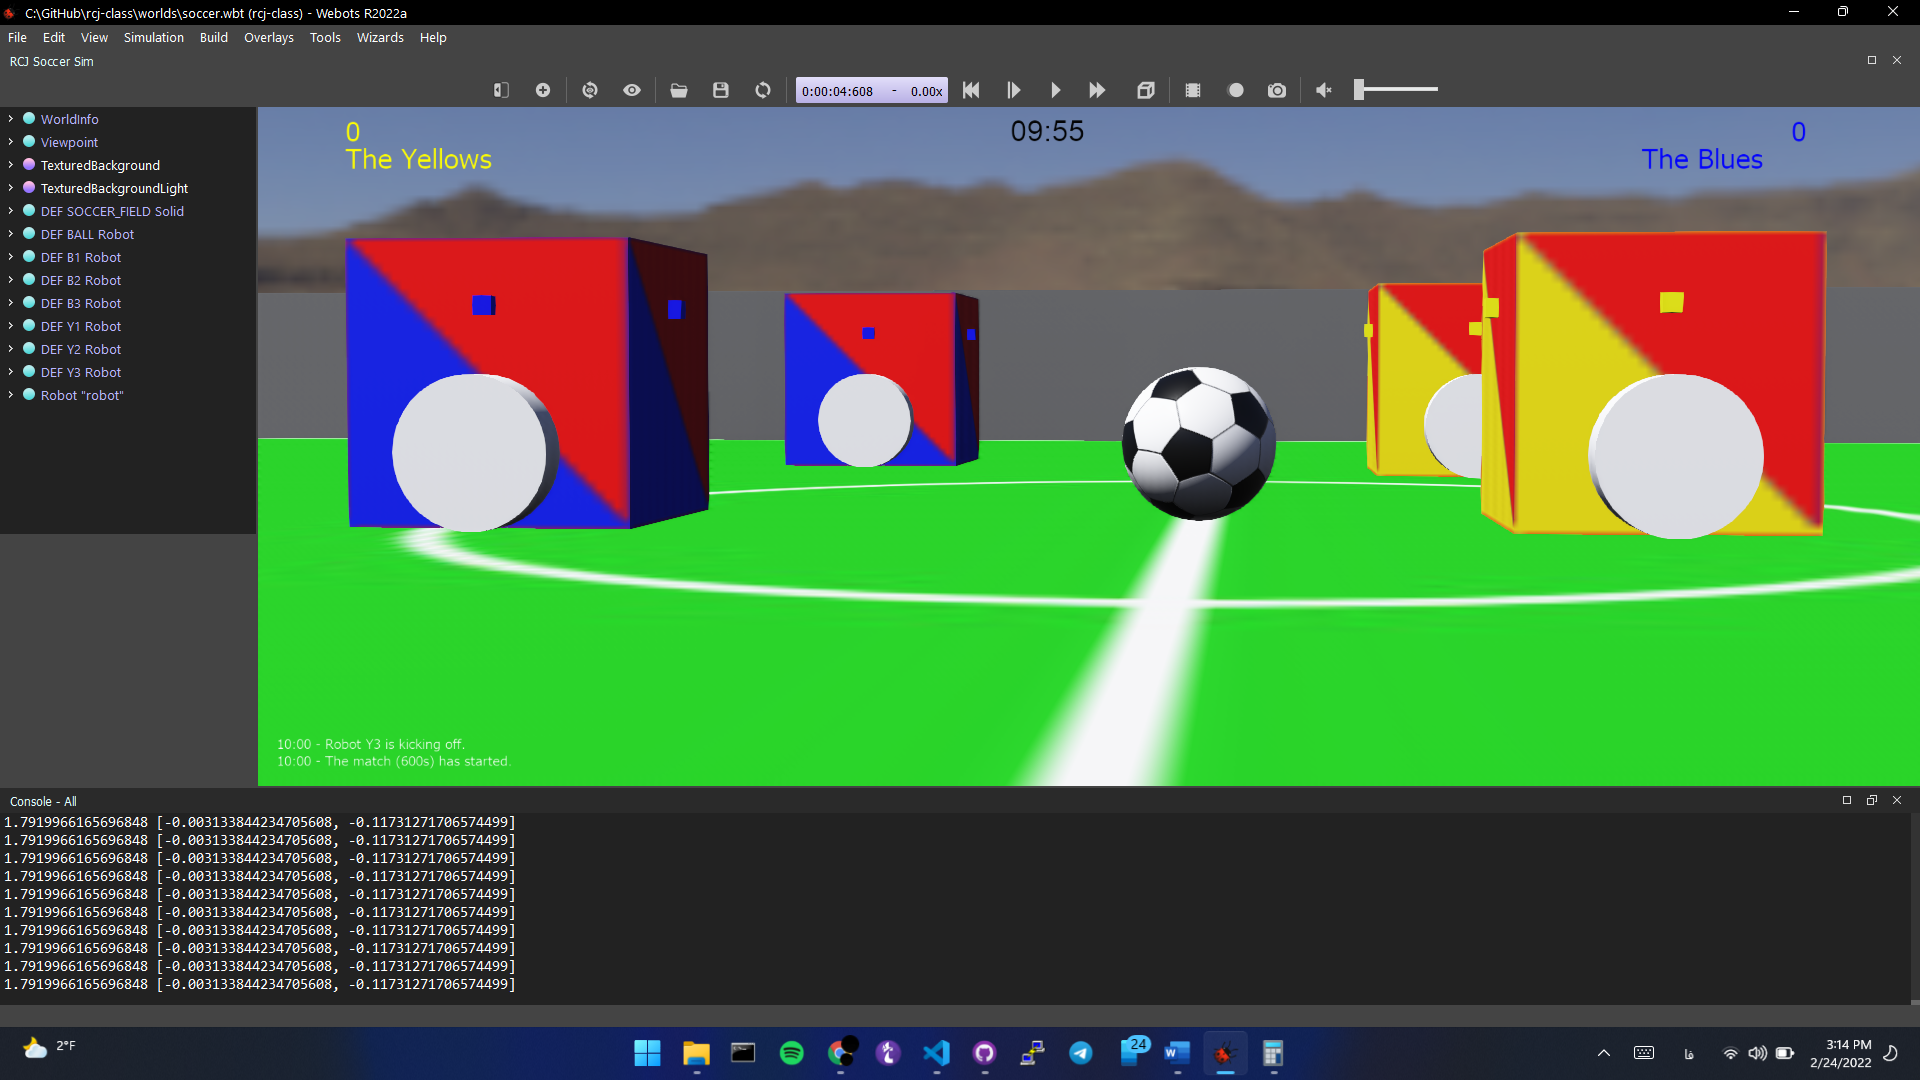 C:\GitHub\rcj-class\worlds\soccer.wbt (rcj-class) - Webots R2022a
File Edit View Simulation Build Overlays Tools Wizards Help
RCJ Soccer Sim
0:00:04:608 - 0.00x
WorldInfo
Viewpoint
TexturedBackground
TexturedBackgroundLight
DEF SOCCER_FIELD Solid
DEF BALL Robot
DEF B1 Robot
DEF B2 Robot
DEF B3 Robot
DEF Y1 Robot
DEF Y2 Robot
DEF Y3 Robot
Robot "robot"
0 09:55 0
The Yellows The Blues
10:00 - Robot Y3 is kicking off.
10:00 - The match (600s) has started.
Console - All
1.7919966165696848 [-0.003133844234705608, -0.11731271706574499]
1.7919966165696848 [-0.003133844234705608, -0.11731271706574499]
1.7919966165696848 [-0.003133844234705608, -0.11731271706574499]
1.7919966165696848 [-0.003133844234705608, -0.11731271706574499]
1.7919966165696848 [-0.003133844234705608, -0.11731271706574499]
1.7919966165696848 [-0.003133844234705608, -0.11731271706574499]
1.7919966165696848 [-0.003133844234705608, -0.11731271706574499]
1.7919966165696848 [-0.003133844234705608, -0.11731271706574499]
1.7919966165696848 [-0.003133844234705608, -0.11731271706574499]
1.7919966165696848 [-0.003133844234705608, -0.11731271706574499]
2°F
24
W
فا
3:14 PM
2/24/2022